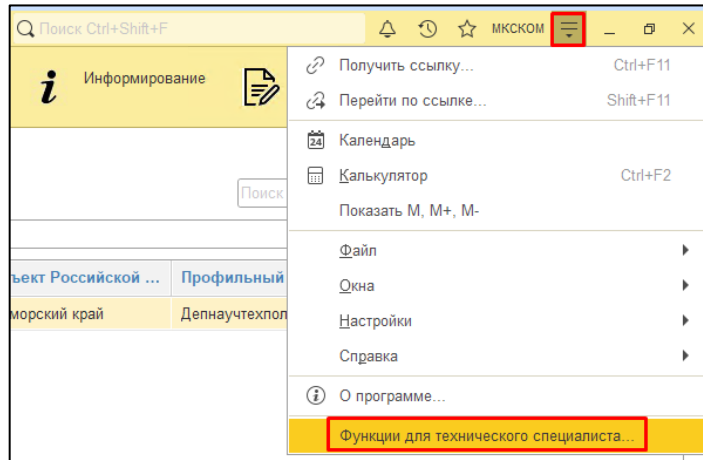 Поиск Ctrl+Shift+F
МКСКОМ
Информирование
Получить ссылку... Ctrl+F11
Перейти по ссылке... Shift+F11
24 Календарь
Калькулятор Ctrl+F2
Показать M, M+, M-
Поиск
Файл
Окна
Настройки
Справка
ъект Российской ... Профильный
морский край Депнаучтехпол
О программе...
Функции для технического специалиста...